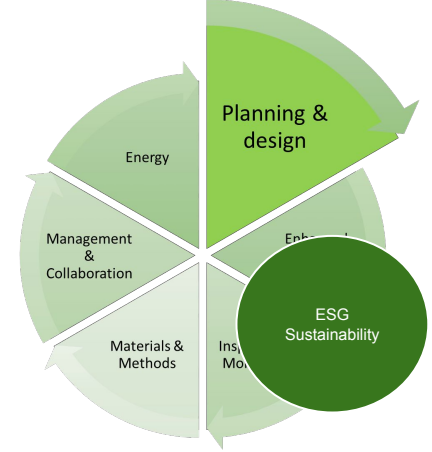 Planning &
design
Energy
Management
&
Collaboration
Materials &
Methods
ESG
Sustainability